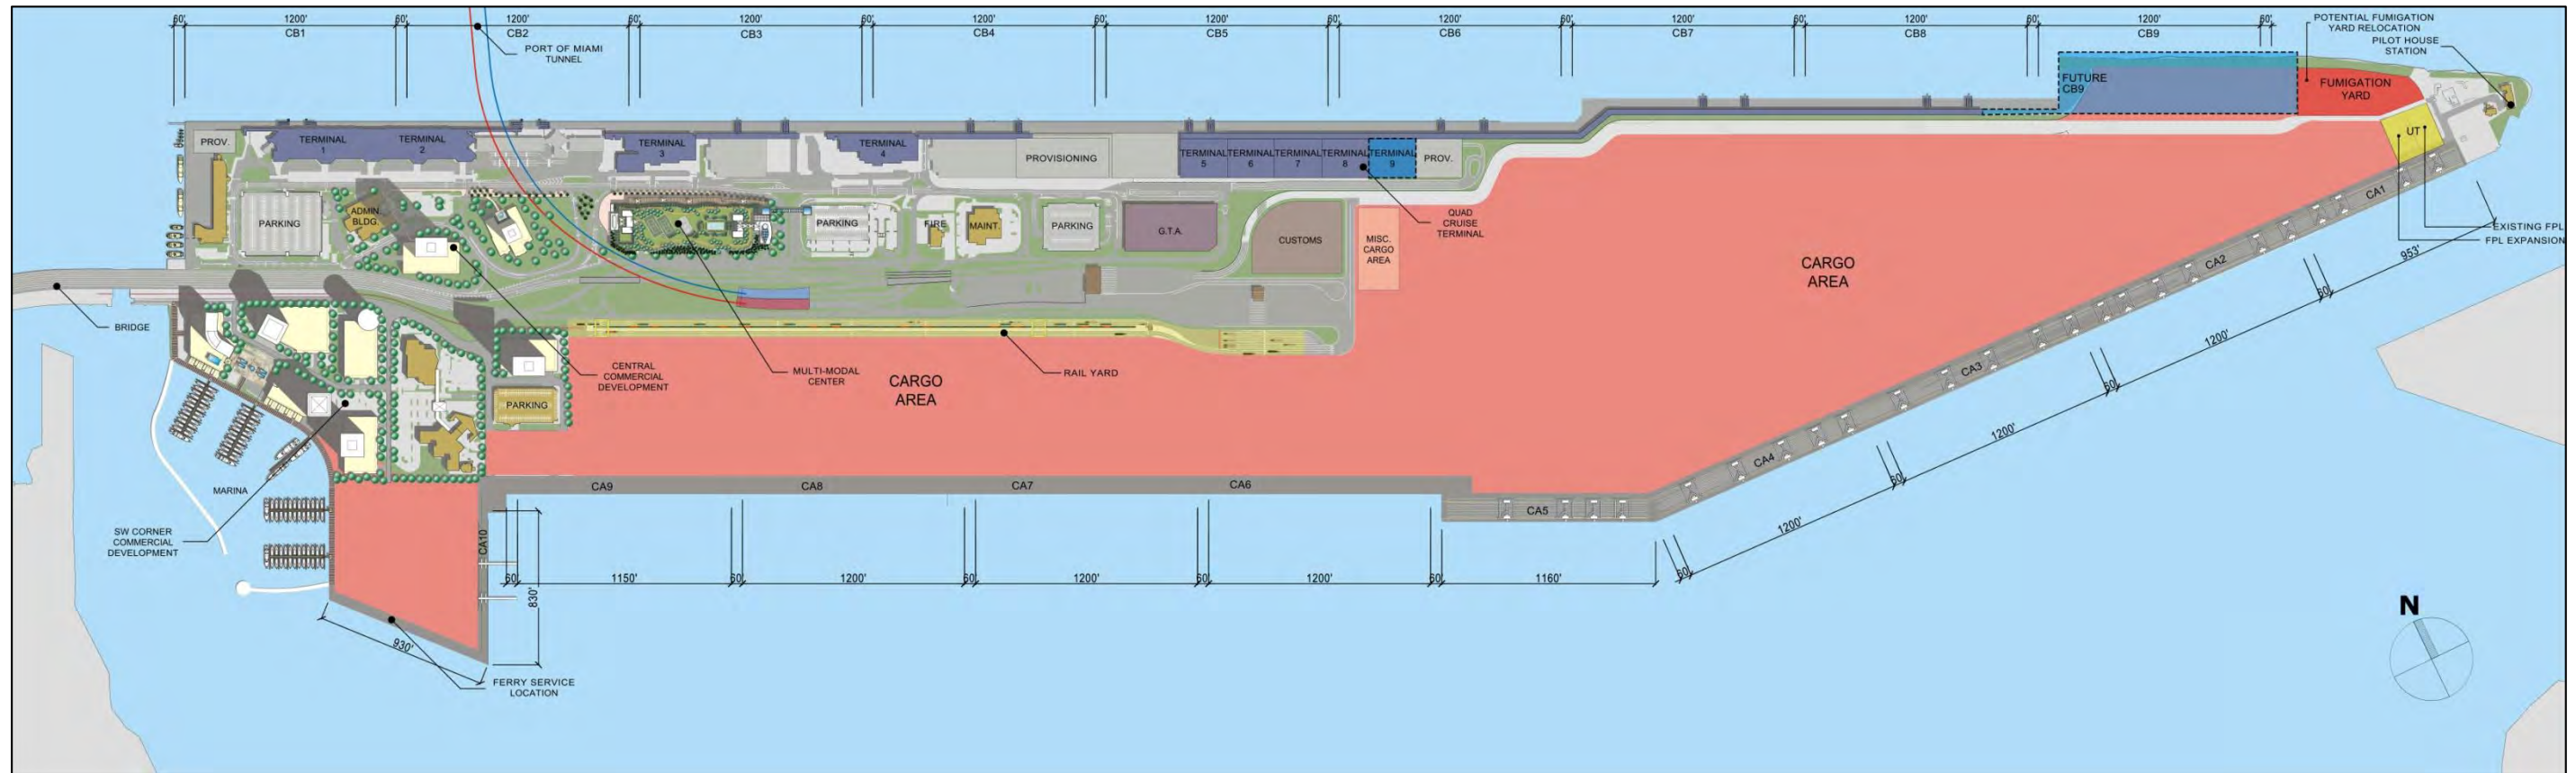 60' 1200' 60' 1200' 60' 1200' 60' 1200' 60' 1200' 60' 1200' 60' 1200' 60' 1200' 60' 1200' 60'
CB1 CB2 CB3 CB4 CB5 CB6 CB7 CB8 CB9
PORT OF MIAMI
TUNNEL
POTENTIAL FUMIGATION
YARD RELOCATION
PILOT HOUSE
STATION
FUTURE
CB9
FUMIGATION
YARD
UT
PROV.
TERMINAL
1
TERMINAL
2
TERMINAL
3
TERMINAL
4
PROVISIONING
TERMINAL
5
TERMINAL
6
TERMINAL
7
TERMINAL
8
TERMINAL
9
PROV.
PARKING
ADMIN.
BLDG.
PARKING
FIRE
MAINT.
PARKING
G.T.A.
CUSTOMS
MISC.
CARGO
AREA
QUAD
CRUISE
TERMINAL
CARGO
AREA
CA1
EXISTING FPL
FPL EXPANSION
CA2
953'
60'
1200'
CA3
60'
1200'
CA4
60'
1200'
60'
BRIDGE
CENTRAL
COMMERCIAL
DEVELOPMENT
MULTI-MODAL
CENTER
RAIL YARD
CARGO
AREA
PARKING
MARINA
SW CORNER
COMMERCIAL
DEVELOPMENT
CA9 CA8 CA7 CA6
CA5
CA10
60' 1150' 60' 1200' 60' 1200' 60' 1200' 60' 1160'
830'
930'
FERRY SERVICE
LOCATION
N